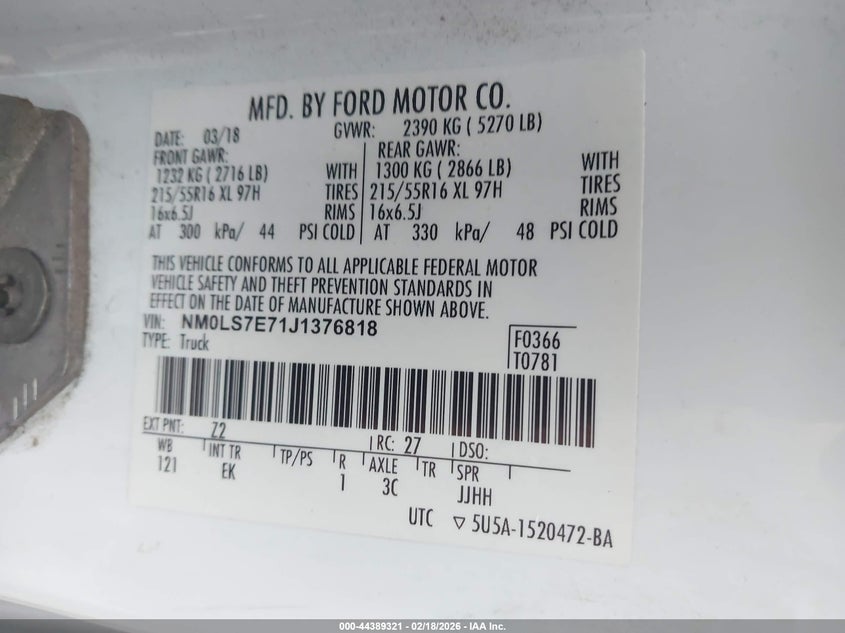 MFD. BY FORD MOTOR CO.
DATE: 03/18 GVWR: 2390 KG ( 5270 LB)
FRONT GAWR: REAR GAWR:
1232 KG ( 2716 LB) WITH 1300 KG ( 2866 LB) WITH
215/55R16 XL 97H TIRES 215/55R16 XL 97H TIRES
16x6.5J RIMS 16x6.5J RIMS
AT 300 kPa/ 44 PSI COLD AT 330 kPa/ 48 PSI COLD
THIS VEHICLE CONFORMS TO ALL APPLICABLE FEDERAL MOTOR
VEHICLE SAFETY AND THEFT PREVENTION STANDARDS IN
EFFECT ON THE DATE OF MANUFACTURE SHOWN ABOVE.
VIN: NM0LS7E71J1376818
TYPE: Truck
F0366
T0781
EXT PNT: Z2 RC: 27 DSO:
WB INT TR TP/PS R AXLE TR SPR
121 EK 1 3C JJHH
UTC ▽ 5U5A-1520472-BA
000-44389321 | 02/18/2026 - IAA Inc.